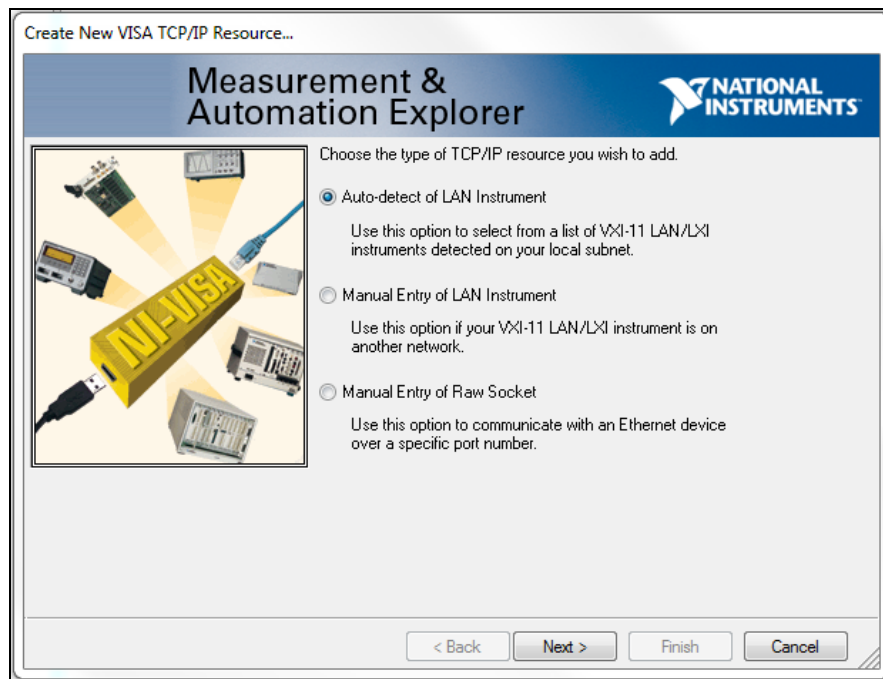 Create New VISA TCP/IP Resource...
Measurement &
Automation Explorer
NATIONAL
INSTRUMENTS
Choose the type of TCP/IP resource you wish to add.
Auto-detect of LAN Instrument
Use this option to select from a list of VXI-11 LAN/LXI
instruments detected on your local subnet.
Manual Entry of LAN Instrument
Use this option if your VXI-11 LAN/LXI instrument is on
another network.
Manual Entry of Raw Socket
Use this option to communicate with an Ethernet device
over a specific port number.
NI-VISA
< Back
Next >
Finish
Cancel